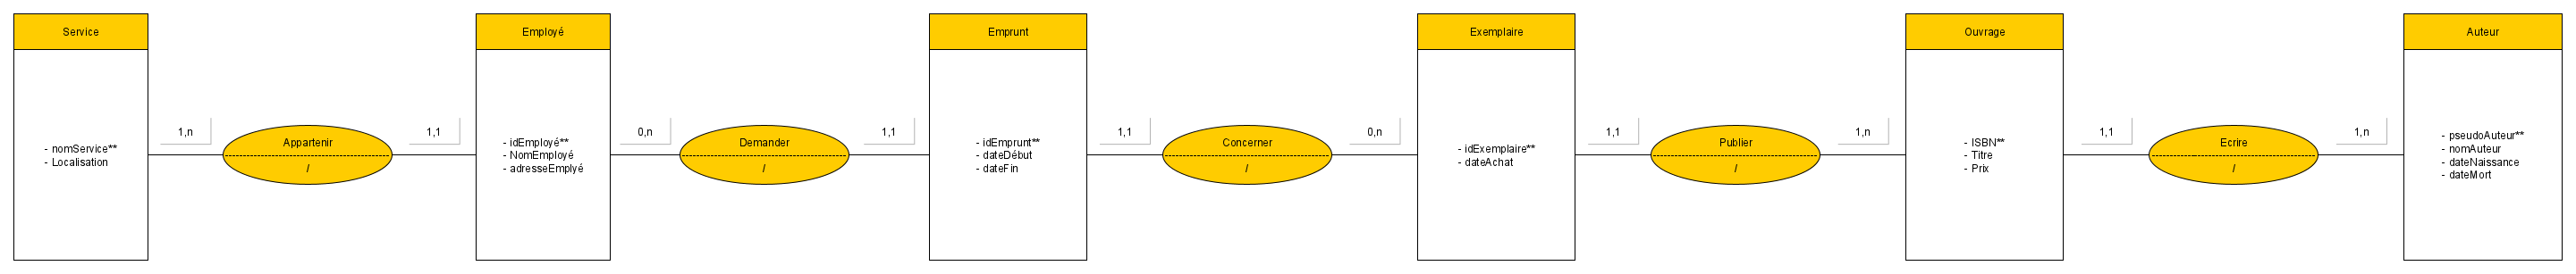 Service
- nomService**
- Localisation
1,n
Appartenir
/
1,1
Employé
- idEmployé**
- NomEmployé
- adresseEmplyé
0,n
Demander
/
1,1
Emprunt
- idEmprunt**
- dateDébut
- dateFin
1,1
Concerner
/
0,n
Exemplaire
- idExemplaire**
- dateAchat
1,1
Publier
/
1,n
Ouvrage
- ISBN**
- Titre
- Prix
1,1
Ecrire
/
1,n
Auteur
- pseudoAuteur**
- nomAuteur
- dateNaissance
- dateMort